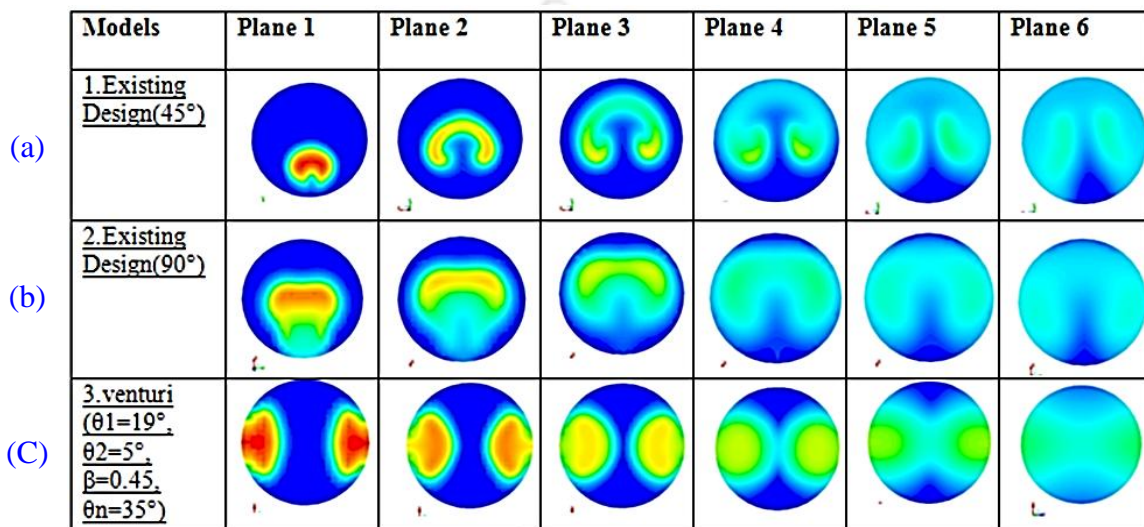 Models Plane 1 Plane 2 Plane 3 Plane 4 Plane 5 Plane 6
(a)
1.Existing
Design(45°)
(b)
2.Existing
Design(90°)
(C)
3.venturi
(θ1=19°,
θ2=5°,
β=0.45,
θn=35°)